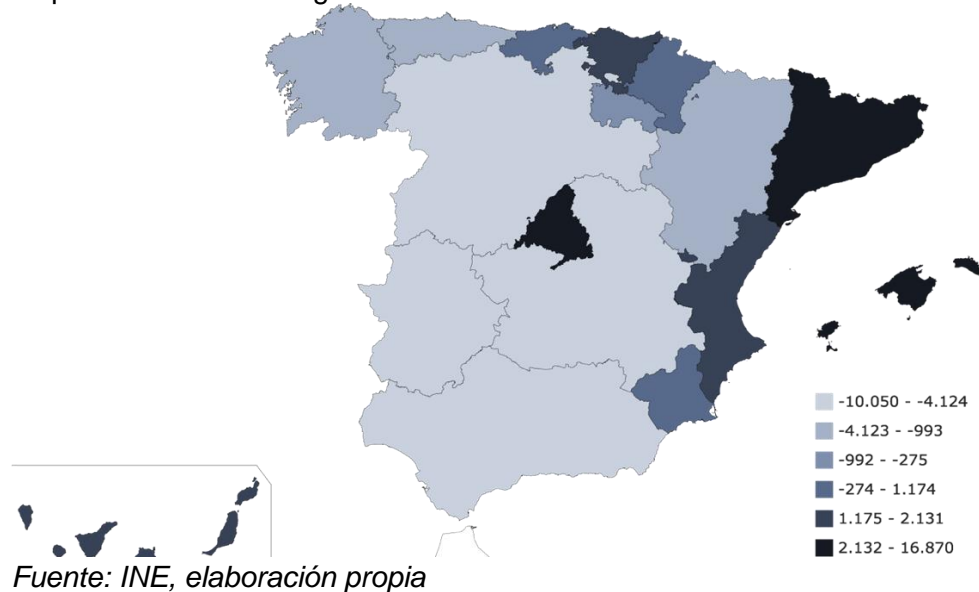 -10.050 - -4.124
-4.123 - -993
-992 - -275
-274 - 1.174
1.175 - 2.131
2.132 - 16.870
Fuente: INE, elaboración propia